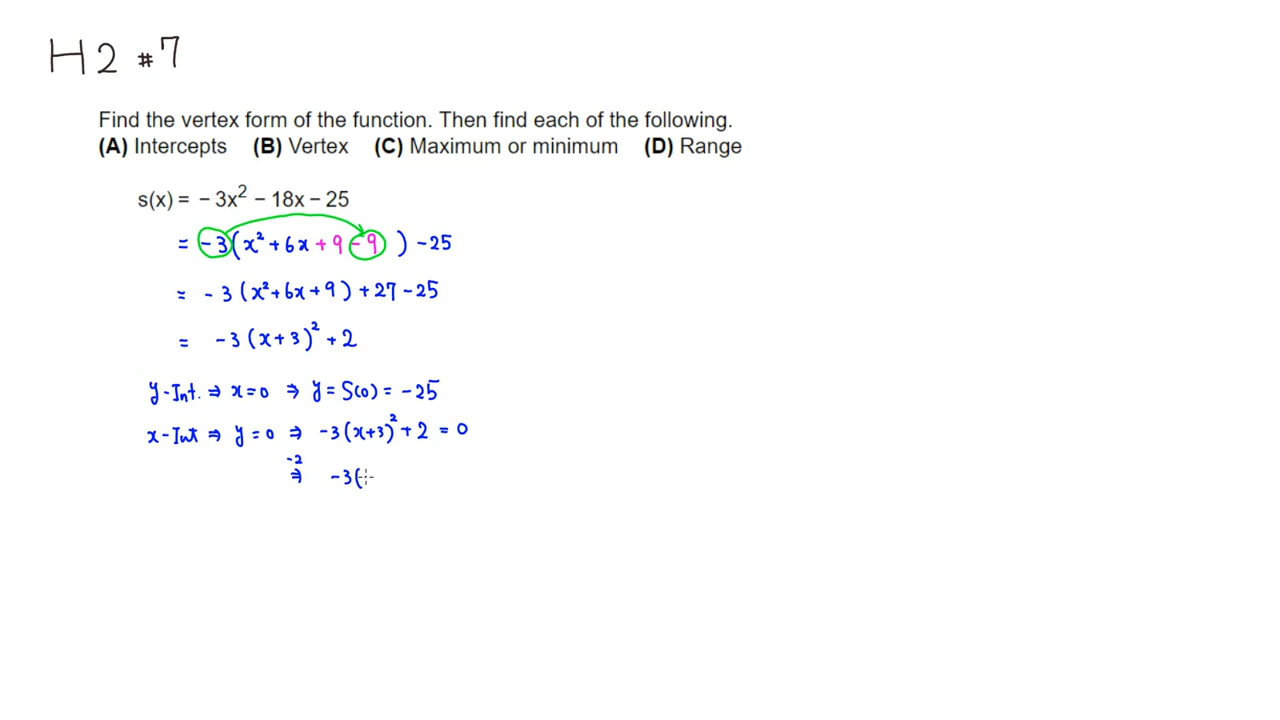 H2 #7
Find the vertex form of the function. Then find each of the following.
(A) Intercepts (B) Vertex (C) Maximum or minimum (D) Range
s(x) = − 3x² − 18x − 25
= -3(x² + 6x + 9 - 9 ) - 25
= -3(x² + 6x + 9) + 27 - 25
= -3(x + 3)² + 2
y-Int. ⇒ x = 0 ⇒ y = S(0) = -25
x-Int ⇒ y = 0 ⇒ -3(x+3)² + 2 = 0
-2
⇒ -3(